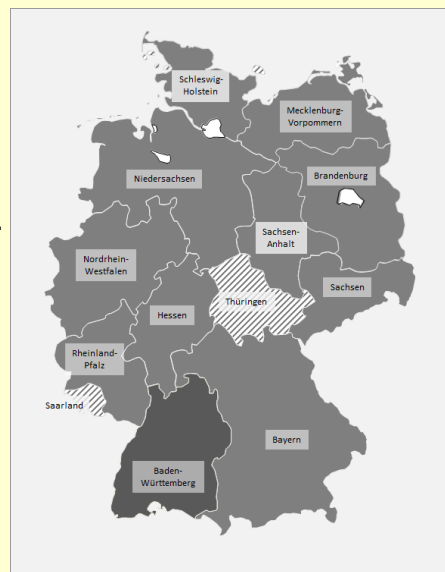 Schleswig-
Holstein
Mecklenburg-
Vorpommern
Niedersachsen
Brandenburg
Sachsen-
Anhalt
Nordrhein-
Westfalen
Sachsen
Thüringen
Hessen
Rheinland-
Pfalz
Saarland
Bayern
Baden-
Württemberg